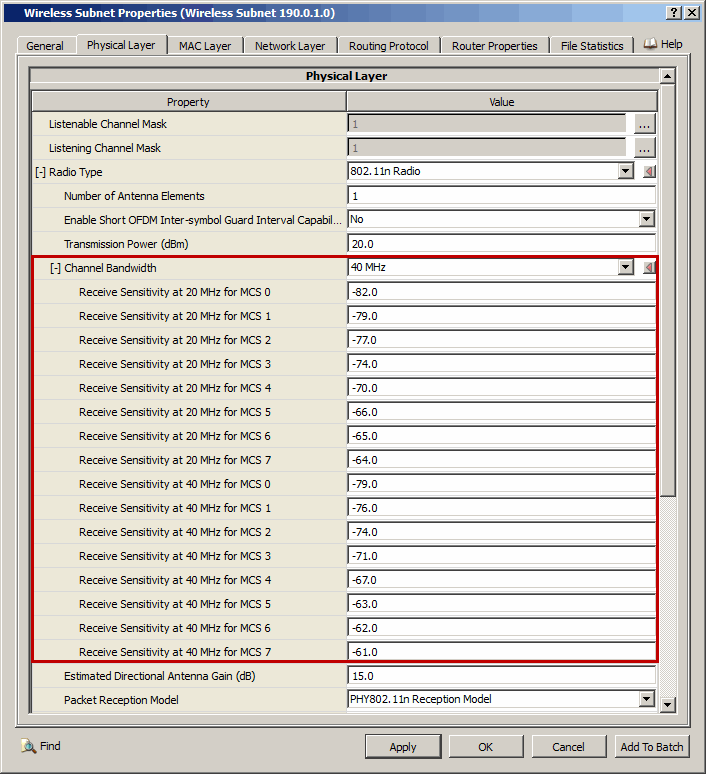 Wireless Subnet Properties (Wireless Subnet 190.0.1.0)
General Physical Layer MAC Layer Network Layer Routing Protocol Router Properties File Statistics Help
Physical Layer
Property Value
Listenable Channel Mask 1 ...
Listening Channel Mask 1 ...
[-] Radio Type 802.11n Radio
Number of Antenna Elements 1
Enable Short OFDM Inter-symbol Guard Interval Capabil... No
Transmission Power (dBm) 20.0
[-] Channel Bandwidth 40 MHz
Receive Sensitivity at 20 MHz for MCS 0 -82.0
Receive Sensitivity at 20 MHz for MCS 1 -79.0
Receive Sensitivity at 20 MHz for MCS 2 -77.0
Receive Sensitivity at 20 MHz for MCS 3 -74.0
Receive Sensitivity at 20 MHz for MCS 4 -70.0
Receive Sensitivity at 20 MHz for MCS 5 -66.0
Receive Sensitivity at 20 MHz for MCS 6 -65.0
Receive Sensitivity at 20 MHz for MCS 7 -64.0
Receive Sensitivity at 40 MHz for MCS 0 -79.0
Receive Sensitivity at 40 MHz for MCS 1 -76.0
Receive Sensitivity at 40 MHz for MCS 2 -74.0
Receive Sensitivity at 40 MHz for MCS 3 -71.0
Receive Sensitivity at 40 MHz for MCS 4 -67.0
Receive Sensitivity at 40 MHz for MCS 5 -63.0
Receive Sensitivity at 40 MHz for MCS 6 -62.0
Receive Sensitivity at 40 MHz for MCS 7 -61.0
Estimated Directional Antenna Gain (dB) 15.0
Packet Reception Model PHY802.11n Reception Model
Find Apply OK Cancel Add To Batch